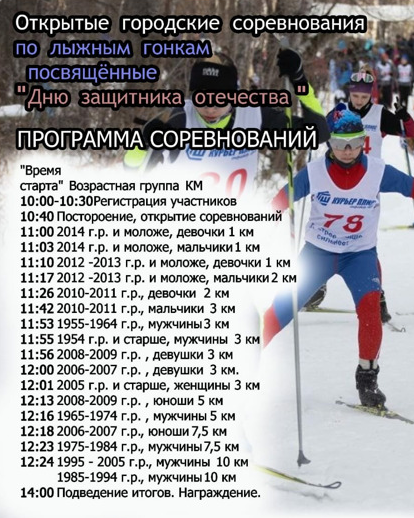 Открытые городские соревнования
по лыжным гонкам
посвящённые
"Дню защитника отечества"
ПРОГРАММА СОРЕВНОВАНИЙ
"Время
старта" Возрастная группа КМ
10:00-10:30Регистрация участников
10:40 Постороение, открытие соревнований
11:00 2014 г.р. и моложе, девочки 1 км
11:03 2014 г.р. и моложе, мальчики 1 км
11:10 2012 -2013 г.р. и моложе, девочки 1 км
11:17 2012 -2013 г.р. и моложе, мальчики 2 км
11:26 2010-2011 г.р., девочки 2 км
11:42 2010-2011 г.р., мальчики 3 км
11:53 1955-1964 г.р., мужчины 3 км
11:55 1954 г.р. и старше, мужчины 3 км
11:56 2008-2009 г.р. , девушки 3 км
12:00 2006-2007 г.р., девушки 3 км.
12:01 2005 г.р. и старше, женщины 3 км
12:13 2008-2009 г.р. , юноши 5 км
12:16 1965-1974 г.р. , мужчины 5 км
12:18 2006-2007 г.р., юноши 7,5 км
12:23 1975-1984 г.р., мужчины 7,5 км
12:24 1995 - 2005 г.р., мужчины 10 км
1985-1994 г.р., мужчины 10 км
14:00 Подведение итогов. Награждение.
КУРЬЕР ПЛЮС
78